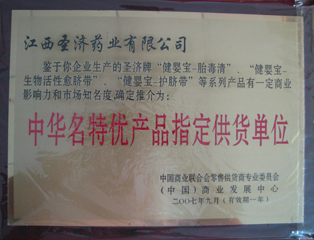 江西圣济药业有限公司
鉴于你企业生产的圣济牌“健婴宝-胎毒清”、“健婴宝-
生物活性愈脐带”、“健婴宝-护脐带”等系列产品有一定商业
影响力和市场知名度,确定推介为:
中华名特优产品指定供货单位
中国商业联合会零售供货商专业委员会
(中国)商业发展中心
二〇〇七年九月(有效期一年)